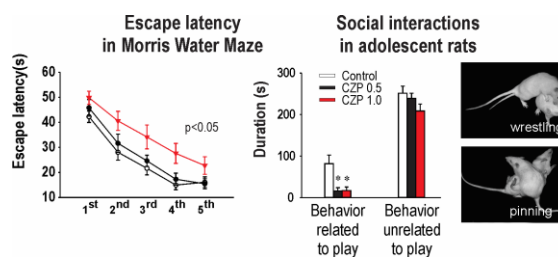 Escape latency
in Morris Water Maze
Escape latency(s)
60
50
40
30
20
10
p<0.05
1st 2nd 3rd 4th 5th
Social interactions
in adolescent rats
Duration (s)
300
200
100
0
Control
CZP 0.5
CZP 1.0
* *
Behavior
related
to play
Behavior
unrelated
to play
wrestling
pinning